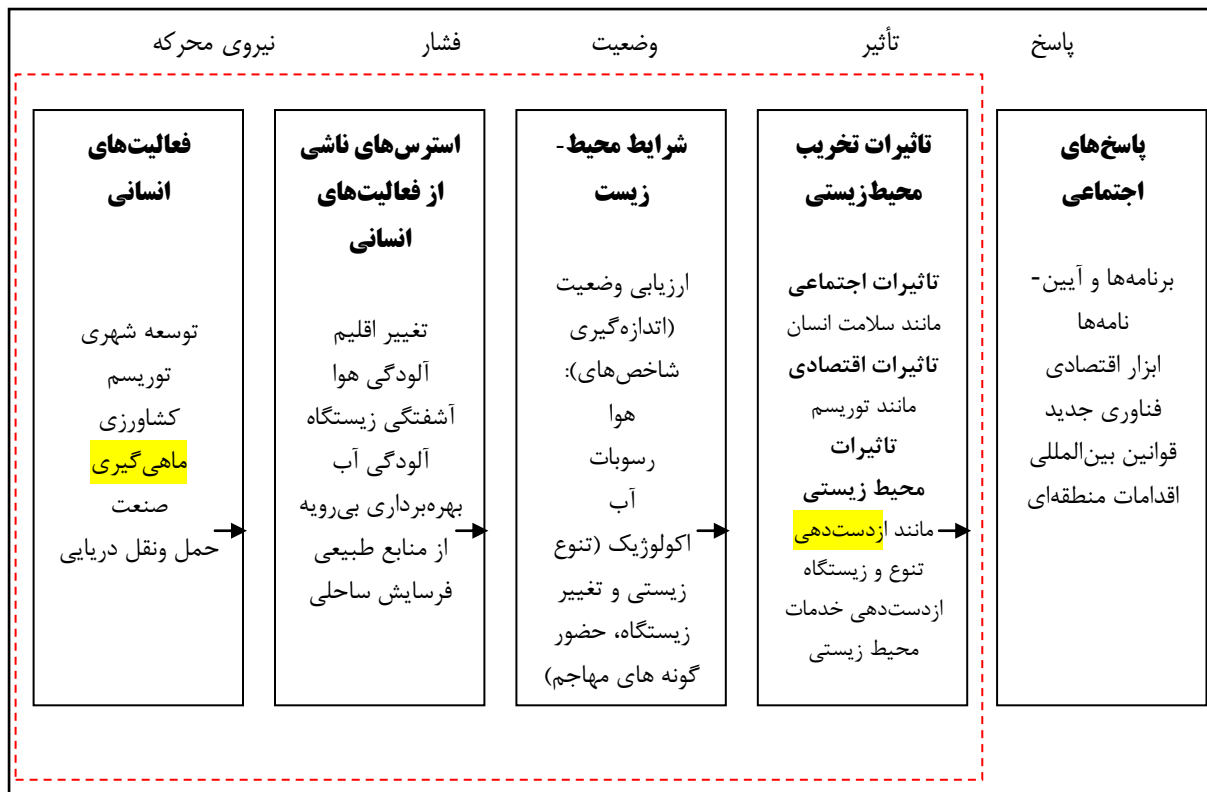 نیروی محرکه
فشار
وضعیت
تأثیر
پاسخ
فعالیت‌های
انسانی
توسعه شهری
توریسم
کشاورزی
ماهی‌گیری
صنعت
حمل ونقل دریایی
استرس‌های ناشی
از فعالیت‌های
انسانی
تغییر اقلیم
آلودگی هوا
آشفتگی زیستگاه
آلودگی آب
بهره‌برداری بی‌رویه
از منابع طبیعی
فرسایش ساحلی
شرایط محیط-
زیست
ارزیابی وضعیت
(اتدازه‌گیری
شاخص‌های):
هوا
رسوبات
آب
اکولوژیک (تنوع
زیستی و تغییر
زیستگاه، حضور
گونه های مهاجم)
تاثیرات تخریب
محیط‌زیستی
تاثیرات اجتماعی
مانند سلامت انسان
تاثیرات اقتصادی
مانند توریسم
تاثیرات
محیط زیستی
مانند ازدست‌دهی
تنوع و زیستگاه
ازدست‌دهی خدمات
محیط زیستی
پاسخ‌های
اجتماعی
برنامه‌ها و آیین-
نامه‌ها
ابزار اقتصادی
فناوری جدید
قوانین بین‌المللی
اقدامات منطقه‌ای